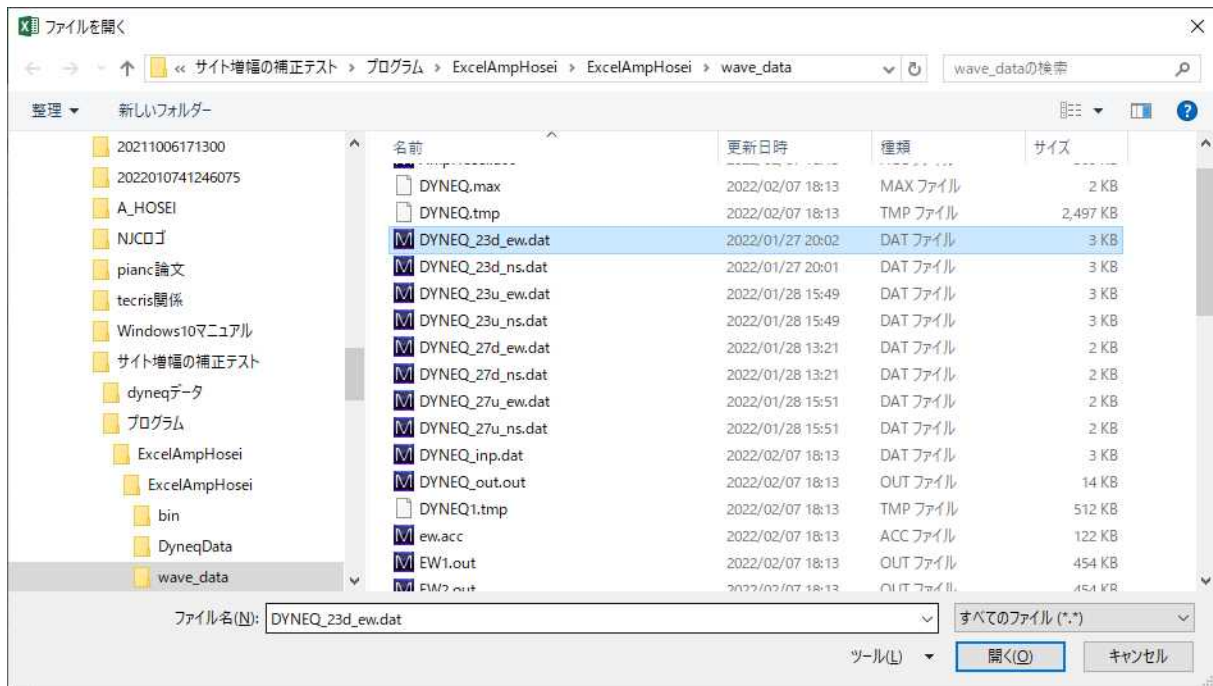 ファイルを開く
« サイト増幅の補正テスト › プログラム › ExcelAmpHosei › ExcelAmpHosei › wave_data
wave_dataの検索
整理 新しいフォルダー
20211006171300
2022010741246075
A_HOSEI
NJCロゴ
pianc論文
tecris関係
Windows10マニュアル
サイト増幅の補正テスト
dyneqデータ
プログラム
ExcelAmpHosei
ExcelAmpHosei
bin
DyneqData
wave_data
名前 更新日時 種類 サイズ
DYNEQ.max 2022/02/07 18:13 MAX ファイル 2 KB
DYNEQ.tmp 2022/02/07 18:13 TMP ファイル 2,497 KB
DYNEQ_23d_ew.dat 2022/01/27 20:02 DAT ファイル 3 KB
DYNEQ_23d_ns.dat 2022/01/27 20:01 DAT ファイル 3 KB
DYNEQ_23u_ew.dat 2022/01/28 15:49 DAT ファイル 3 KB
DYNEQ_23u_ns.dat 2022/01/28 15:49 DAT ファイル 3 KB
DYNEQ_27d_ew.dat 2022/01/28 13:21 DAT ファイル 2 KB
DYNEQ_27d_ns.dat 2022/01/28 13:21 DAT ファイル 2 KB
DYNEQ_27u_ew.dat 2022/01/28 15:51 DAT ファイル 2 KB
DYNEQ_27u_ns.dat 2022/01/28 15:51 DAT ファイル 2 KB
DYNEQ_inp.dat 2022/02/07 18:13 DAT ファイル 3 KB
DYNEQ_out.out 2022/02/07 18:13 OUT ファイル 14 KB
DYNEQ1.tmp 2022/02/07 18:13 TMP ファイル 512 KB
ew.acc 2022/02/07 18:13 ACC ファイル 122 KB
EW1.out 2022/02/07 18:13 OUT ファイル 454 KB
EW2.out 2022/02/07 18:13 OUT ファイル 454 KB
ファイル名(N): DYNEQ_23d_ew.dat すべてのファイル (*.*)
ツール(L) 開く(O) キャンセル